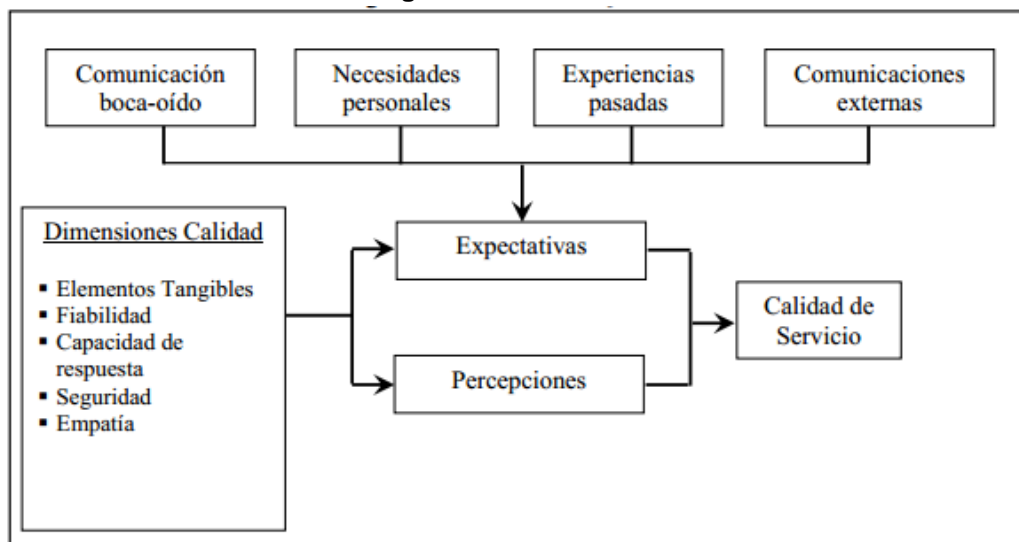 Comunicación
boca-oído
Necesidades
personales
Experiencias
pasadas
Comunicaciones
externas
Dimensiones Calidad
▪ Elementos Tangibles
▪ Fiabilidad
▪ Capacidad de
respuesta
▪ Seguridad
▪ Empatía
Expectativas
Percepciones
Calidad de
Servicio